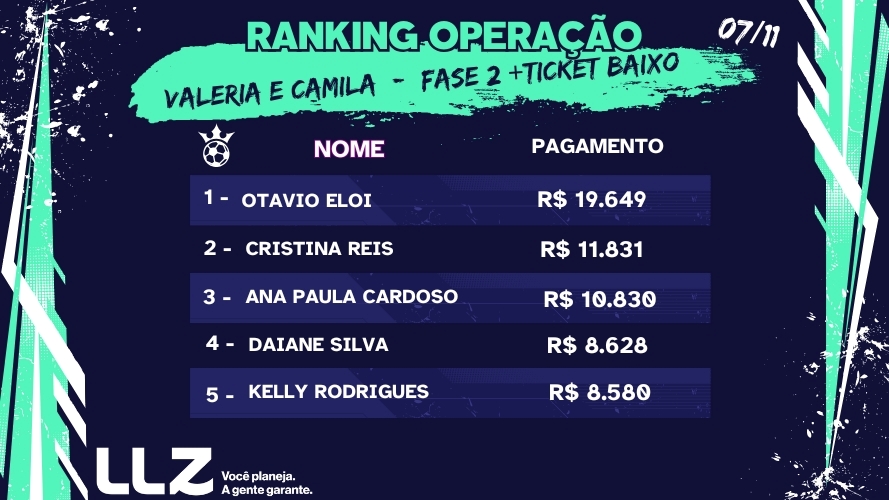 RANKING OPERAÇÃO
07/11
VALERIA E CAMILA - FASE 2 +TICKET BAIXO
NOME PAGAMENTO
1 - OTAVIO ELOI R$ 19.649
2 - CRISTINA REIS R$ 11.831
3 - ANA PAULA CARDOSO R$ 10.830
4 - DAIANE SILVA R$ 8.628
5 - KELLY RODRIGUES R$ 8.580
LLZ
Você planeja.
A gente garante.